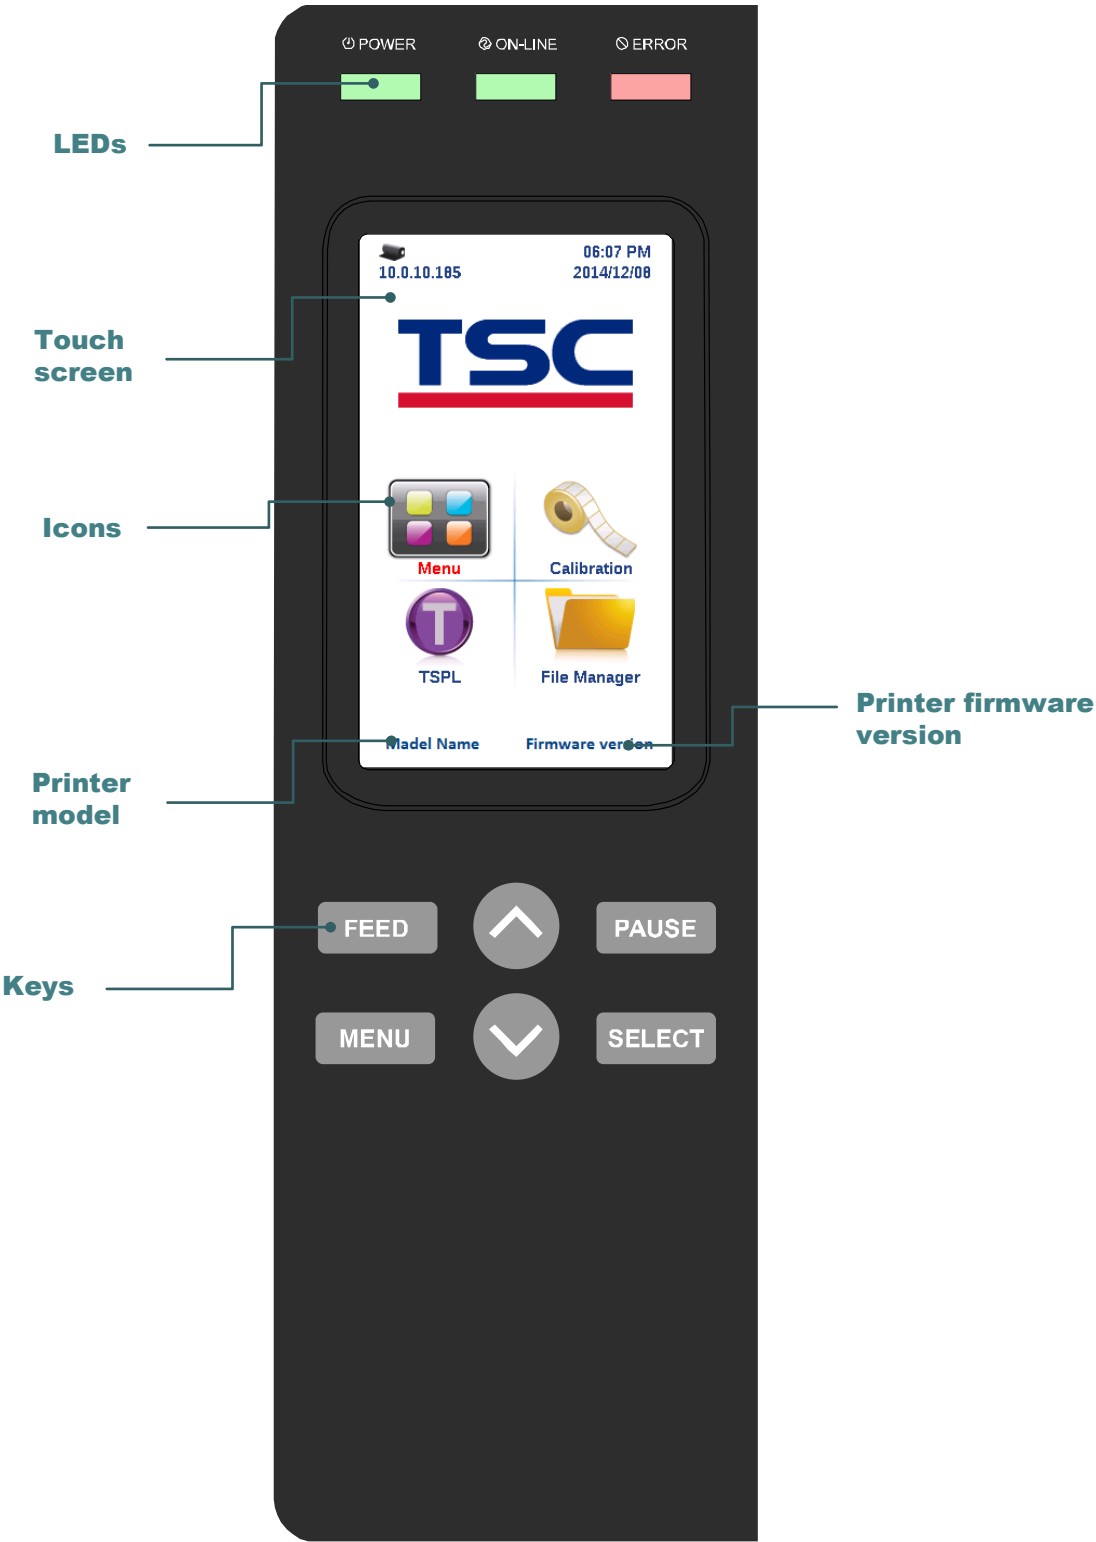 POWER
ON-LINE
ERROR
LEDs
06:07 PM
10.0.10.185
2014/12/08
Touch
screen
TSC
Icons
Menu
Calibration
T
TSPL
File Manager
Printer firmware
version
Madel Name
Firmware version
Printer
model
FEED
PAUSE
Keys
MENU
SELECT